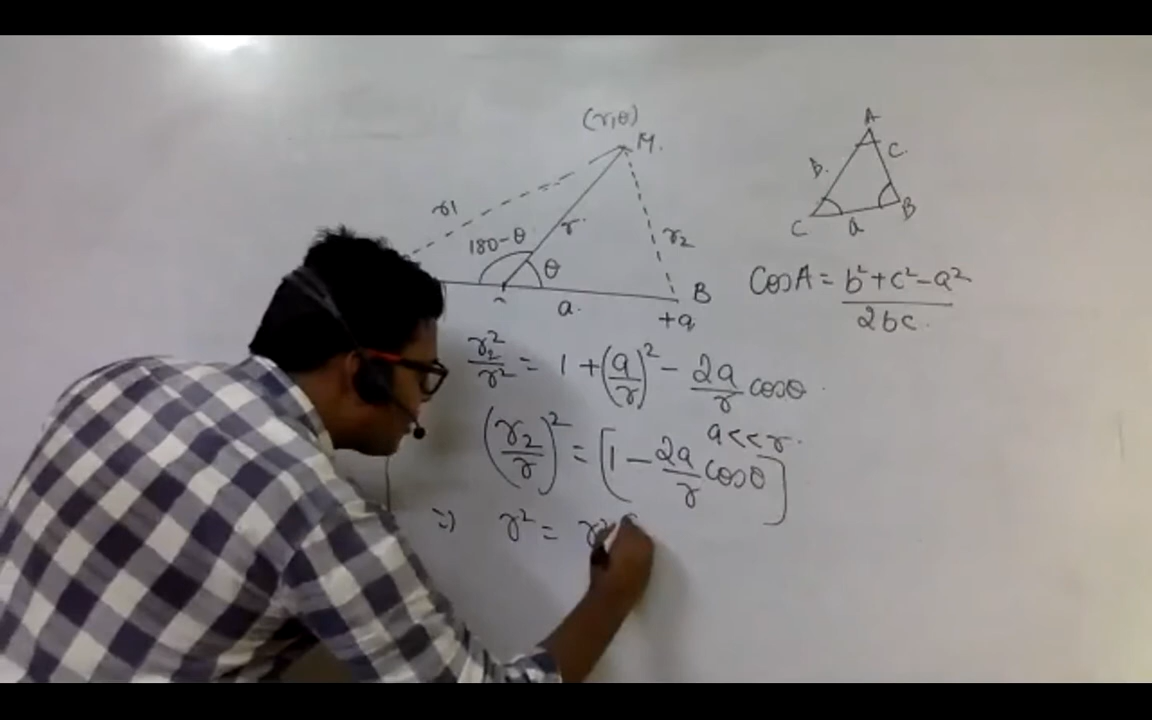 (r,θ)
M.
r1
180-θ
r.
θ
r2
a.
B
+q
A
b.
c.
C
a
B
CosA = b²+c²-a² / 2bc.
r2²/r² = 1 + (a/r)² - 2a/r cosθ
a<<r.
(r2/r)² = [1 - 2a/r cosθ]
=> r² = r²